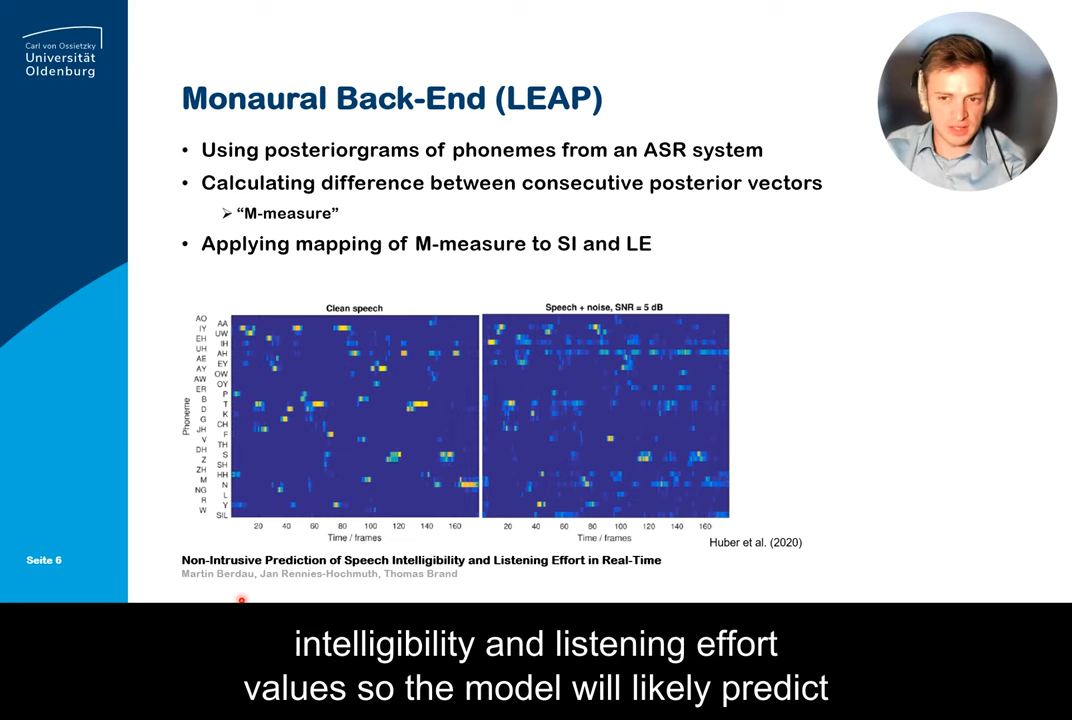 Carl von Ossietzky
Universität
Oldenburg
Monaural Back-End (LEAP)
• Using posteriorgrams of phonemes from an ASR system
• Calculating difference between consecutive posterior vectors
➢ “M-measure”
• Applying mapping of M-measure to SI and LE
Clean speech
Speech + noise, SNR = 5 dB
Phoneme
AO
AA
IY
UW
EH
IH
UH
AH
AE
EY
AY
OW
AW
OY
ER
P
B
T
D
K
G
CH
JH
F
V
TH
DH
S
Z
SH
ZH
HH
M
N
NG
L
R
Y
W
SIL
20 40 60 80 100 120 140 160
20 40 60 80 100 120 140 160
Time / frames
Time / frames
Huber et al. (2020)
Seite 6
Non-Intrusive Prediction of Speech Intelligibility and Listening Effort in Real-Time
Martin Berdau, Jan Rennies-Hochmuth, Thomas Brand
intelligibility and listening effort
values so the model will likely predict